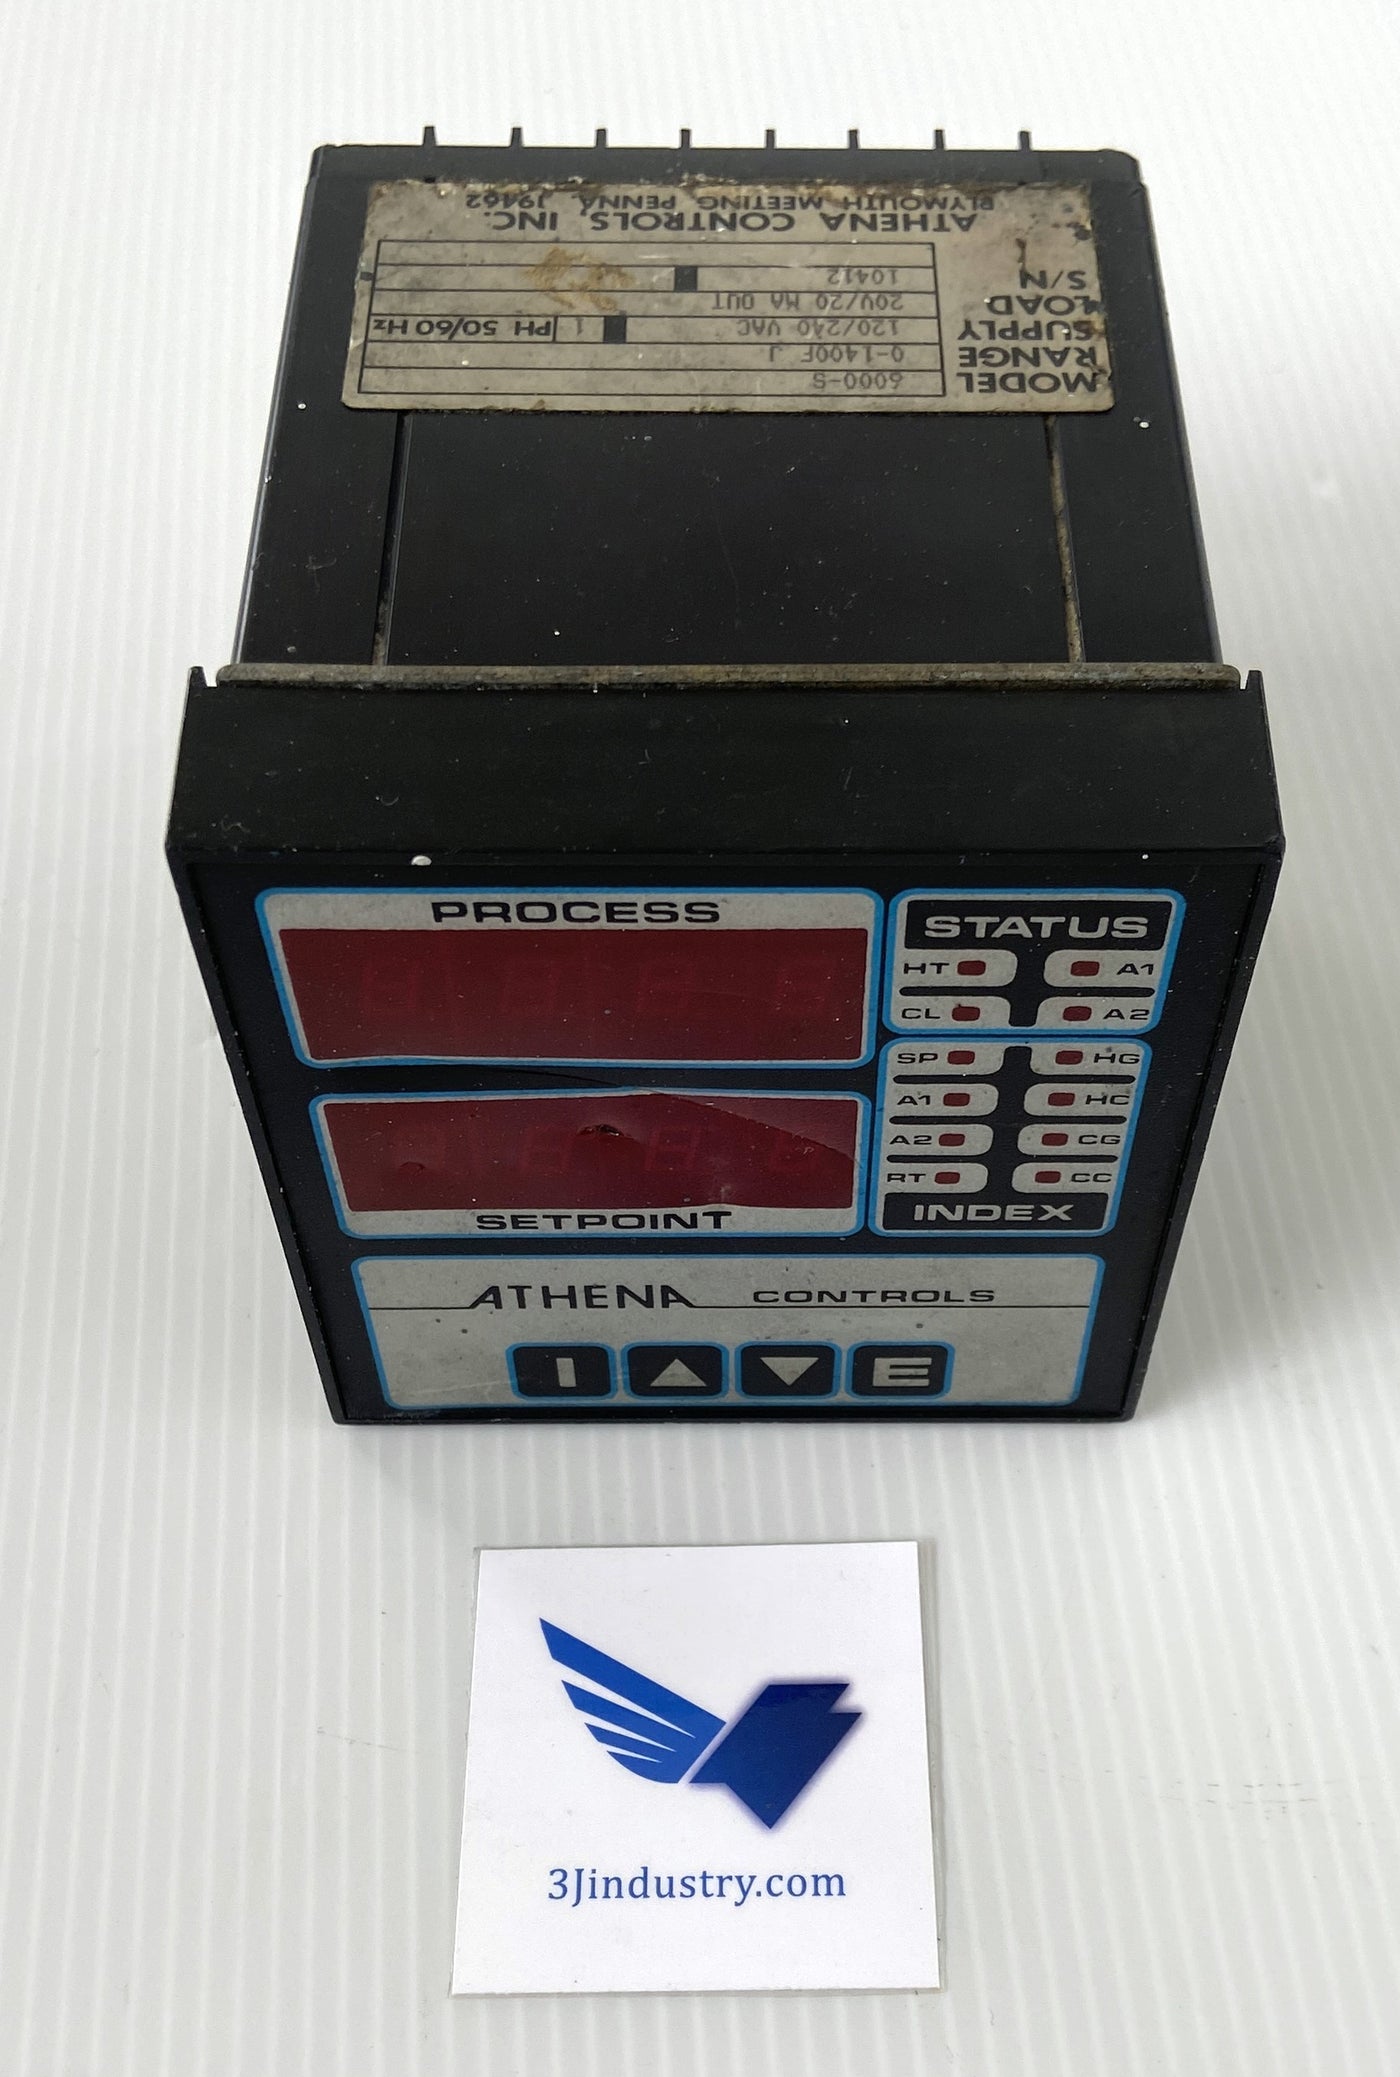 ATHENA CONTROLS, INC.
PLYMOUTH MEETING, PENNA. 19462
MODEL 6000-S
RANGE 0-1400F J
SUPPLY 120/240 VAC 1 PH 50/60 Hz
LOAD 20V/20 MA OUT
S/N 10412
PROCESS
STATUS
HT A1
CL A2
SP HG
A1 HC
A2 CG
RT CC
INDEX
SETPOINT
ATHENA CONTROLS
I ▲ ▼ E
3Jindustry.com